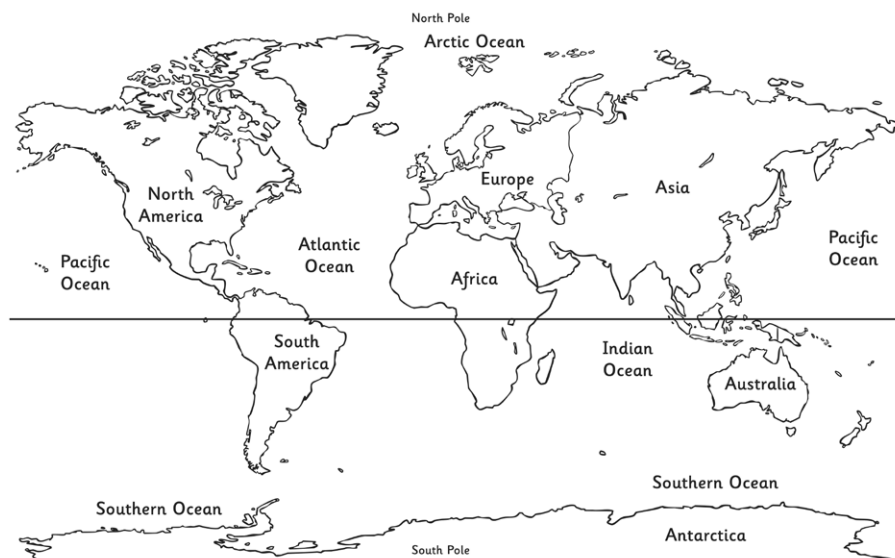 North Pole
Arctic Ocean
North
America
Europe
Asia
Atlantic
Ocean
Pacific
Ocean
Pacific
Ocean
Africa
South
America
Indian
Ocean
Australia
Southern Ocean
Southern Ocean
Antarctica
South Pole